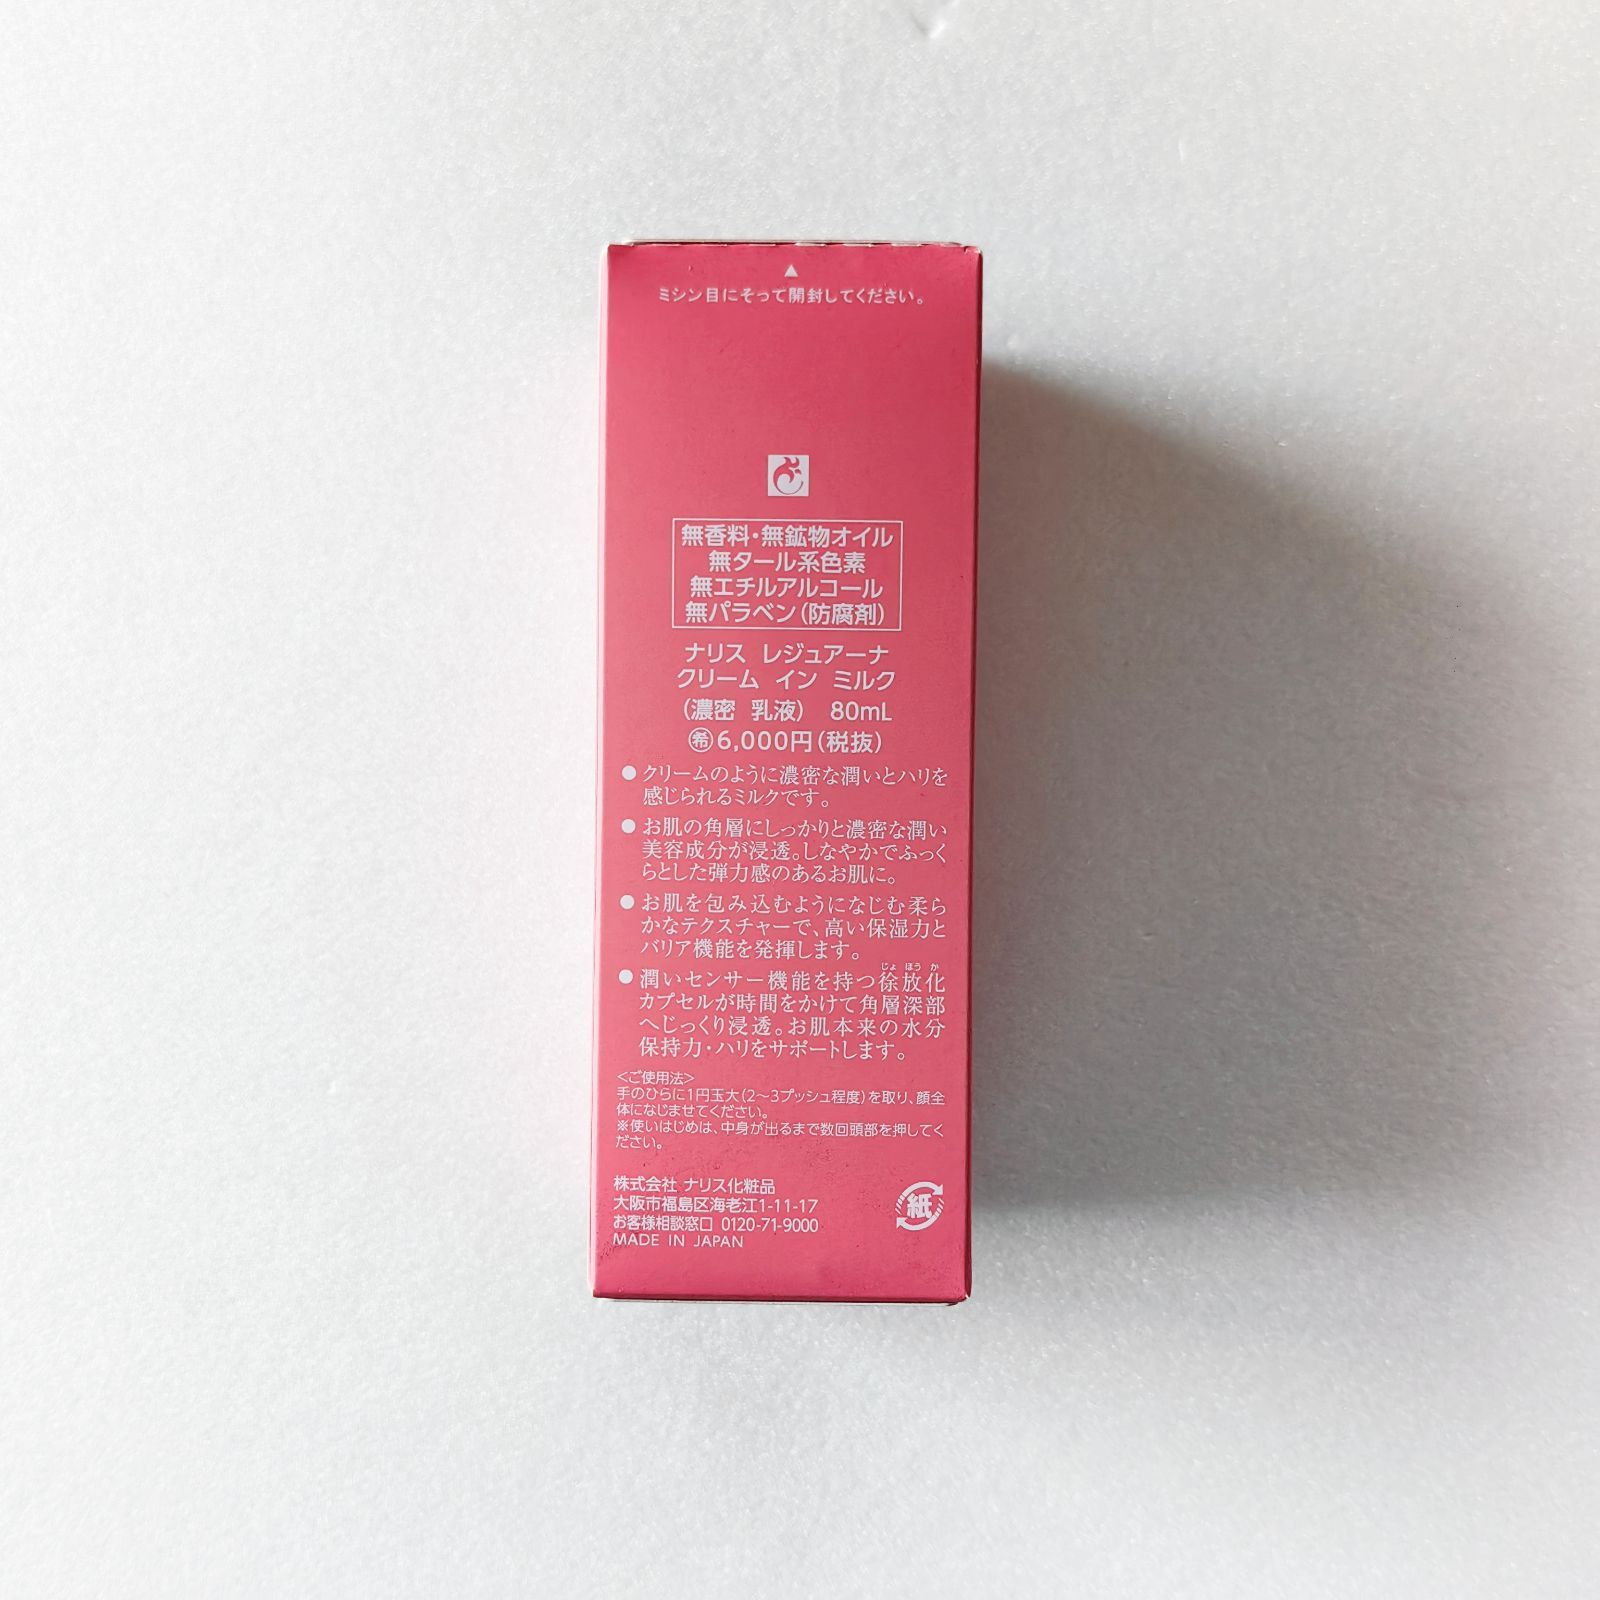 ミシン目にそって開封してください。
無香料・無鉱物オイル
無タール系色素
無エチルアルコール
無パラベン(防腐剤)
ナリス レジュアーナ
クリーム イン ミルク
(濃密 乳液) 80mL
㊕6,000円(税抜)
●クリームのように濃密な潤いとハリを
感じられるミルクです。
●お肌の角層にしっかりと濃密な潤い
美容成分が浸透。しなやかでふっく
らとした弾力感のあるお肌に。
●お肌を包み込むようになじむ柔ら
かなテクスチャーで、高い保湿力と
バリア機能を発揮します。
じょ ほう か
●潤いセンサー機能を持つ徐放化
カプセルが時間をかけて角層深部
へじっくり浸透。お肌本来の水分
保持力・ハリをサポートします。
<ご使用法>
手のひらに1円玉大(2〜3プッシュ程度)を取り、顔全
体になじませてください。
※使いはじめは、中身が出るまで数回頭部を押してく
ださい。
株式会社 ナリス化粧品
大阪市福島区海老江1-11-17
お客様相談窓口 0120-71-9000
MADE IN JAPAN
紙